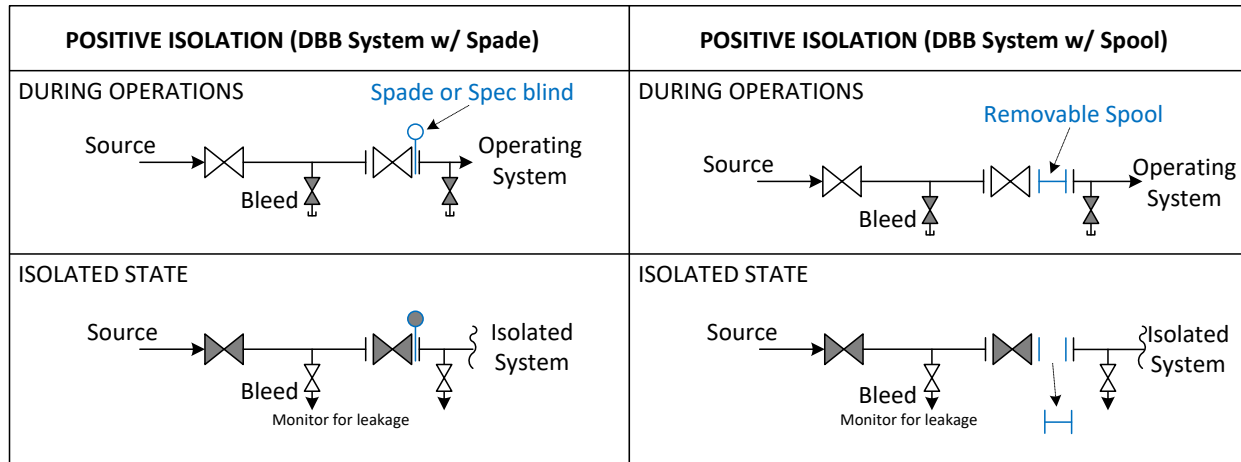 POSITIVE ISOLATION (DBB System w/ Spade)
POSITIVE ISOLATION (DBB System w/ Spool)
DURING OPERATIONS
Spade or Spec blind
Source
Operating
System
Bleed
DURING OPERATIONS
Removable Spool
Source
Operating
System
Bleed
ISOLATED STATE
Source
Isolated
System
Bleed
Monitor for leakage
ISOLATED STATE
Source
Isolated
System
Bleed
Monitor for leakage